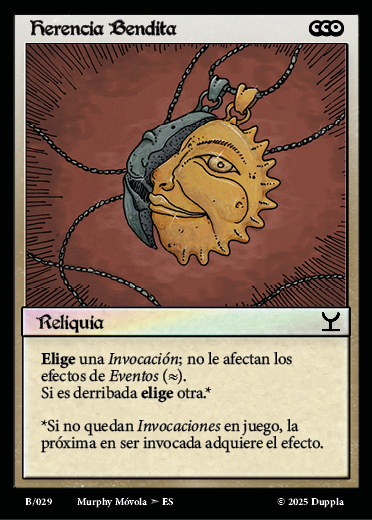 Herencia Bendita
Reliquia
Elige una Invocación; no le afectan los
efectos de Eventos (≈).
Si es derribada elige otra.*
*Si no quedan Invocaciones en juego, la
próxima en ser invocada adquiere el efecto.
B/029 Murphy Móvola ➣ ES © 2025 Duppla